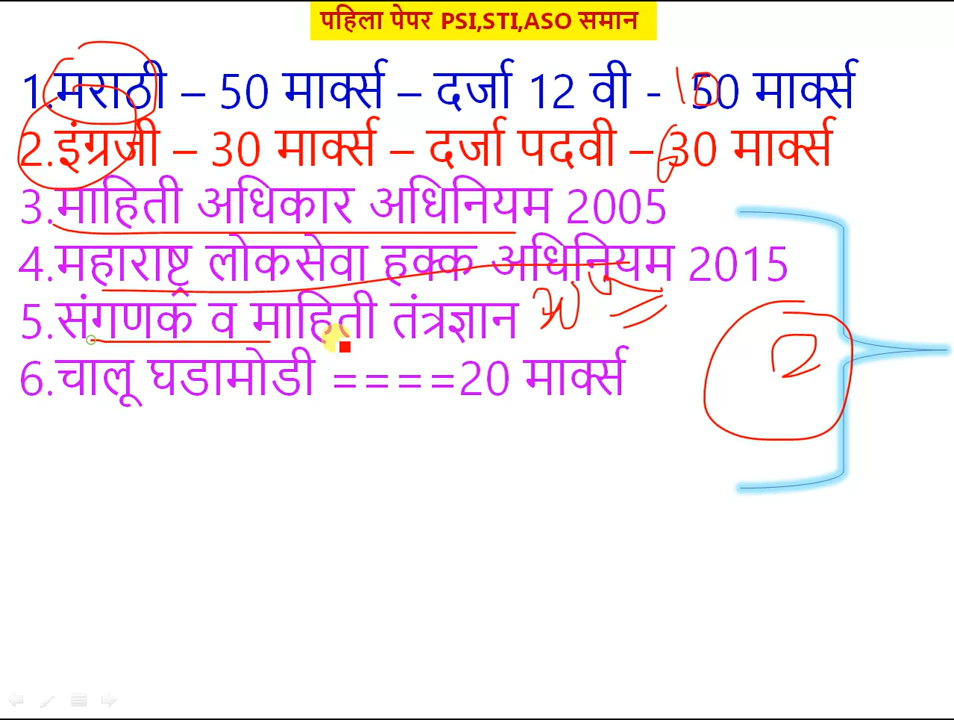 पहिला पेपर PSI,STI,ASO समान
1.मराठी – 50 मार्क्स – दर्जा 12 वी - 50 मार्क्स
2.इंग्रजी – 30 मार्क्स – दर्जा पदवी – 30 मार्क्स
3.माहिती अधिकार अधिनियम 2005
4.महाराष्ट्र लोकसेवा हक्क अधिनियम 2015
5.संगणक व माहिती तंत्रज्ञान
6.चालू घडामोडी ====20 मार्क्स